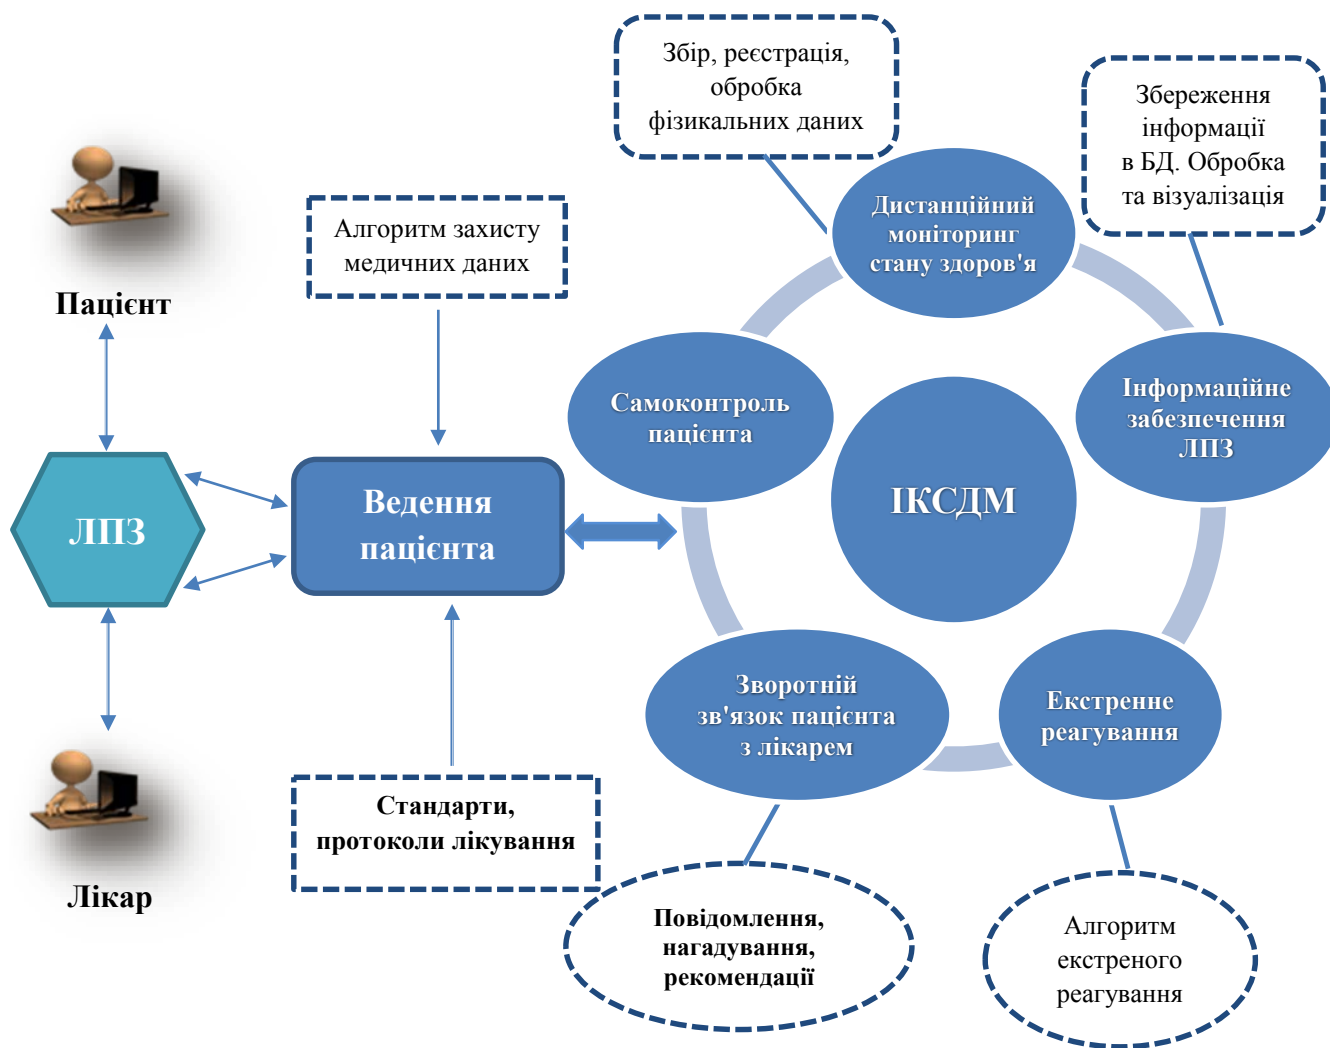 Збір, реєстрація,
обробка
фізикальних даних
Збереження
інформації
в БД. Обробка
та візуалізація
Дистанційний
моніторинг
стану здоров'я
Алгоритм захисту
медичних даних
Пацієнт
Самоконтроль
пацієнта
Інформаційне
забезпечення
ЛПЗ
ІКСДМ
ЛПЗ
Ведення
пацієнта
Зворотній
зв'язок пацієнта
з лікарем
Екстренне
реагування
Стандарти,
протоколи лікування
Лікар
Повідомлення,
нагадування,
рекомендації
Алгоритм
екстреного
реагування